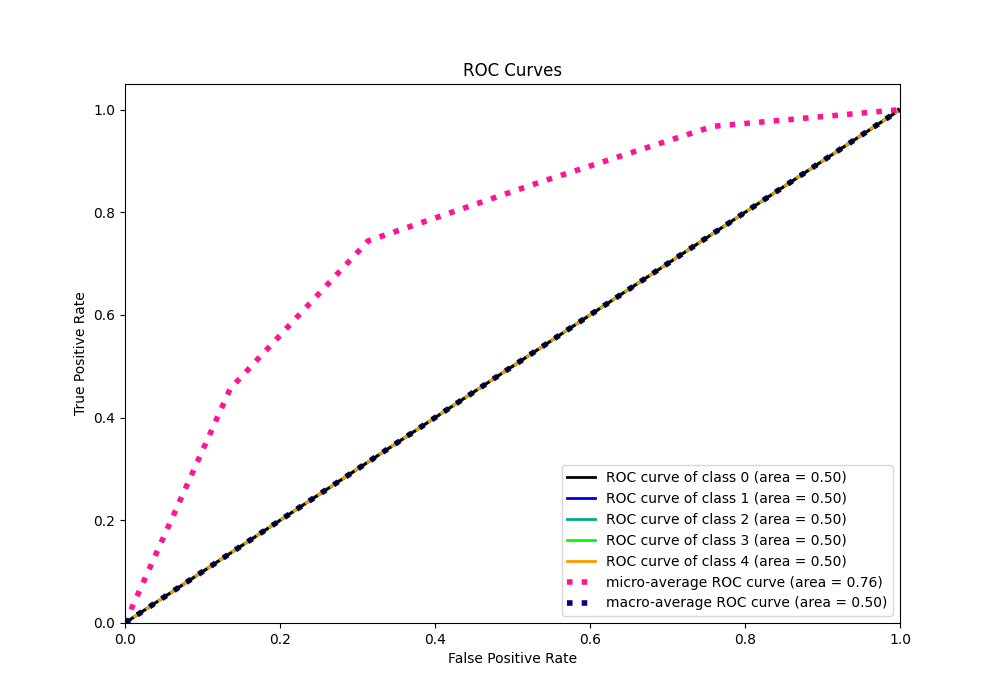 ROC Curves
True Positive Rate
1.0
0.8
0.6
0.4
0.2
0.0
0.0 0.2 0.4 0.6 0.8 1.0
False Positive Rate
ROC curve of class 0 (area = 0.50)
ROC curve of class 1 (area = 0.50)
ROC curve of class 2 (area = 0.50)
ROC curve of class 3 (area = 0.50)
ROC curve of class 4 (area = 0.50)
micro-average ROC curve (area = 0.76)
macro-average ROC curve (area = 0.50)